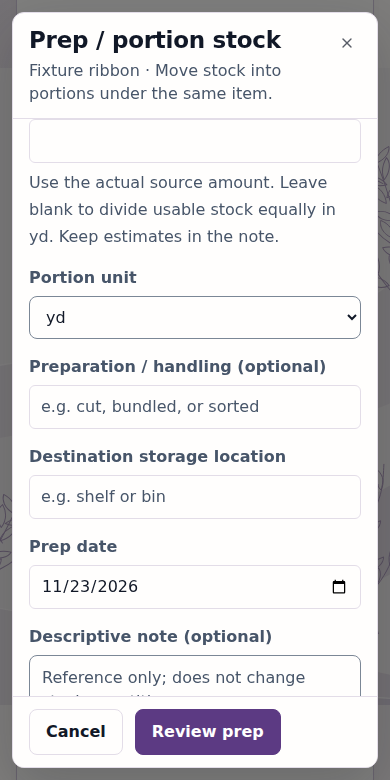 Prep / portion stock
×
Fixture ribbon · Move stock into
portions under the same item.
Use the actual source amount. Leave
blank to divide usable stock equally in
yd. Keep estimates in the note.
Portion unit
yd
Preparation / handling (optional)
e.g. cut, bundled, or sorted
Destination storage location
e.g. shelf or bin
Prep date
11/23/2026
Descriptive note (optional)
Reference only; does not change
Cancel
Review prep